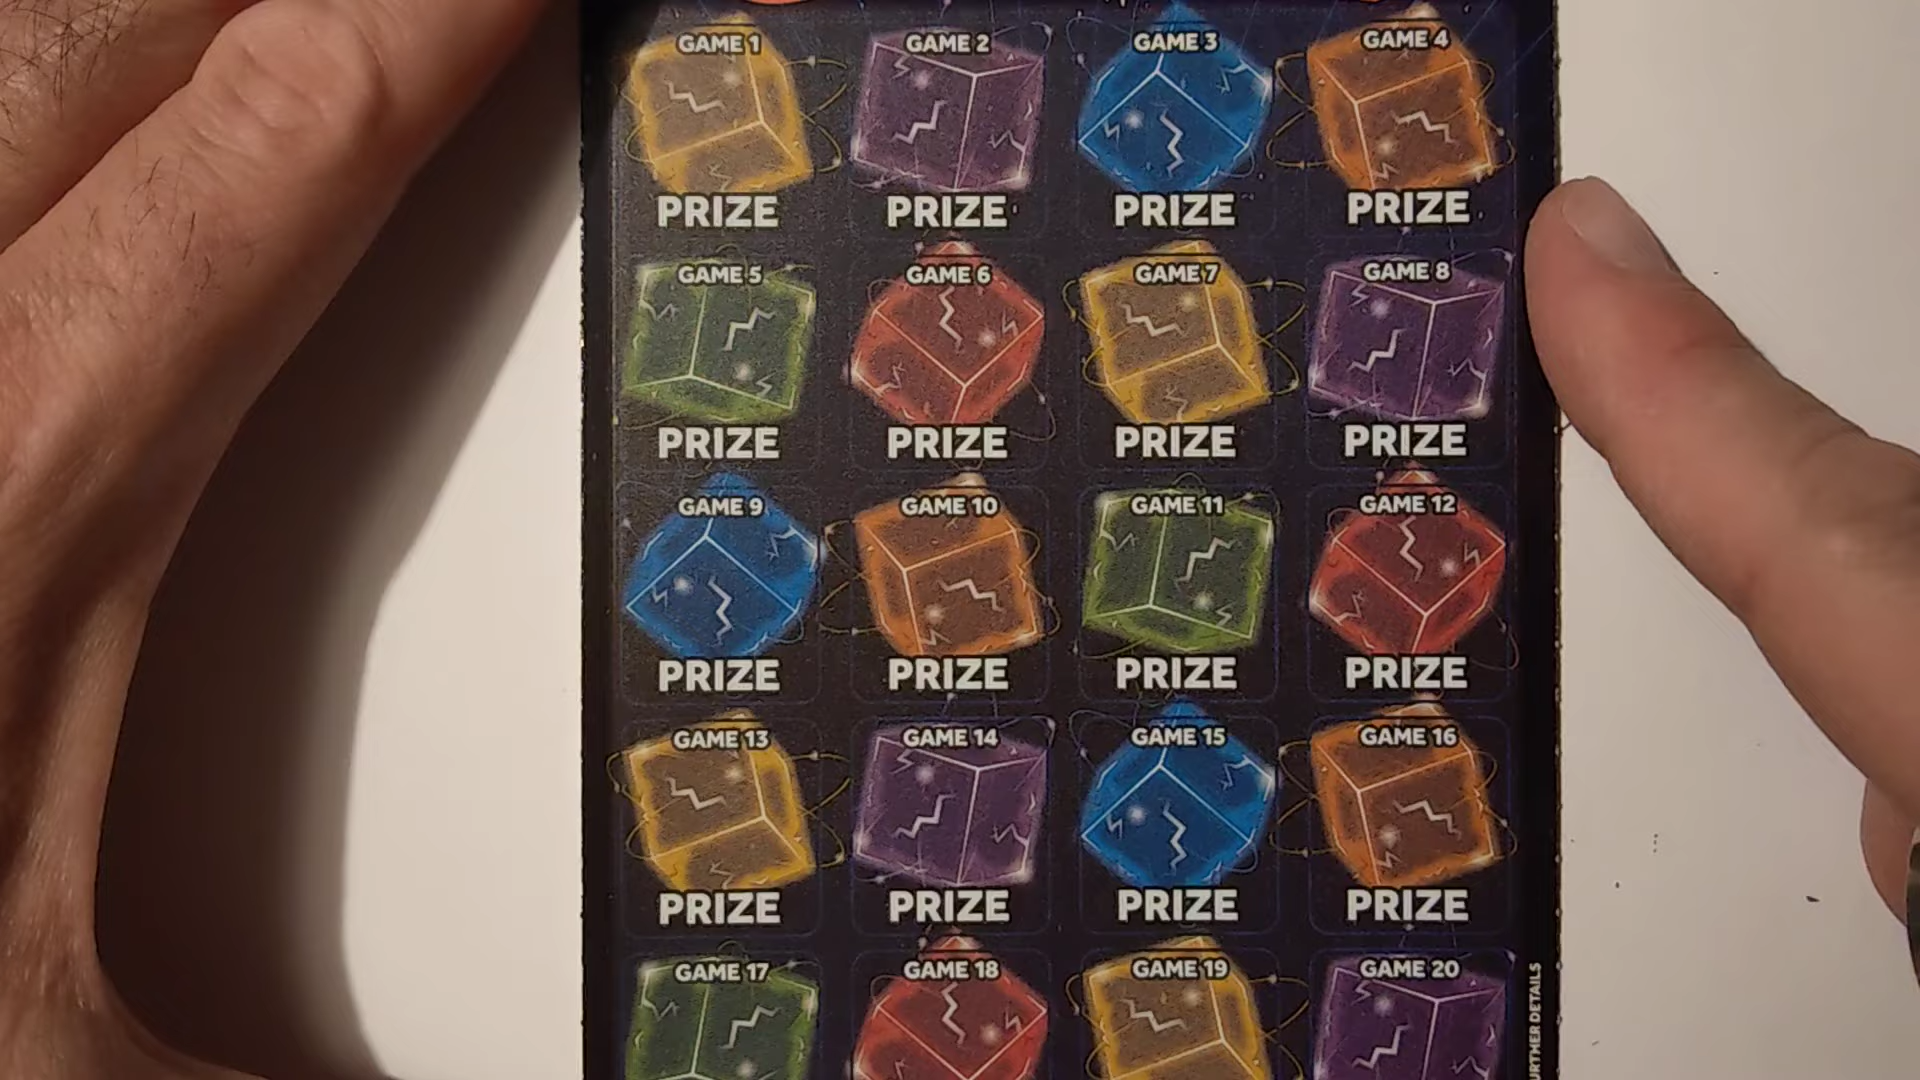 GAME 1 GAME 2 GAME 3 GAME 4
PRIZE PRIZE PRIZE PRIZE
GAME 5 GAME 6 GAME 7 GAME 8
PRIZE PRIZE PRIZE PRIZE
GAME 9 GAME 10 GAME 11 GAME 12
PRIZE PRIZE PRIZE PRIZE
GAME 13 GAME 14 GAME 15 GAME 16
PRIZE PRIZE PRIZE PRIZE
GAME 17 GAME 18 GAME 19 GAME 20
DETAILS